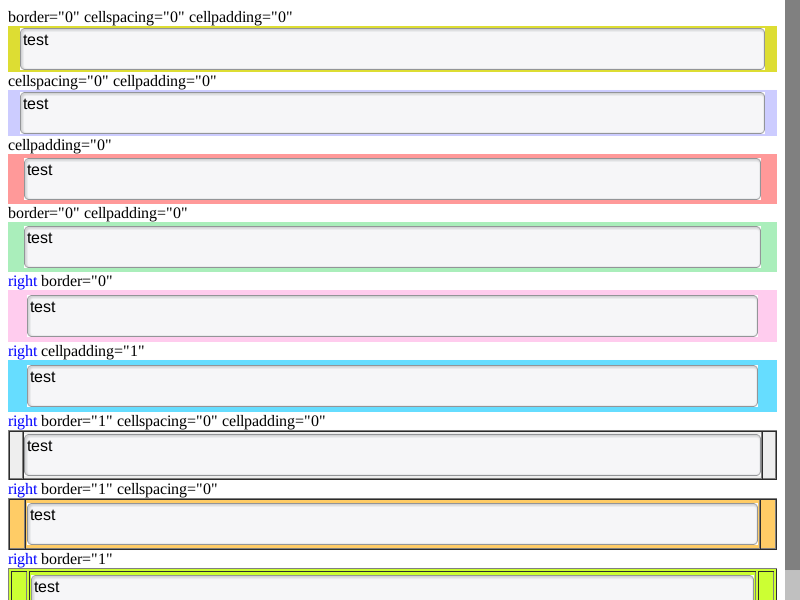 border="0" cellspacing="0" cellpadding="0"
test
cellspacing="0" cellpadding="0"
test
cellpadding="0"
test
border="0" cellpadding="0"
test
right border="0"
test
right cellpadding="1"
test
right border="1" cellspacing="0" cellpadding="0"
test
right border="1" cellspacing="0"
test
right border="1"
test